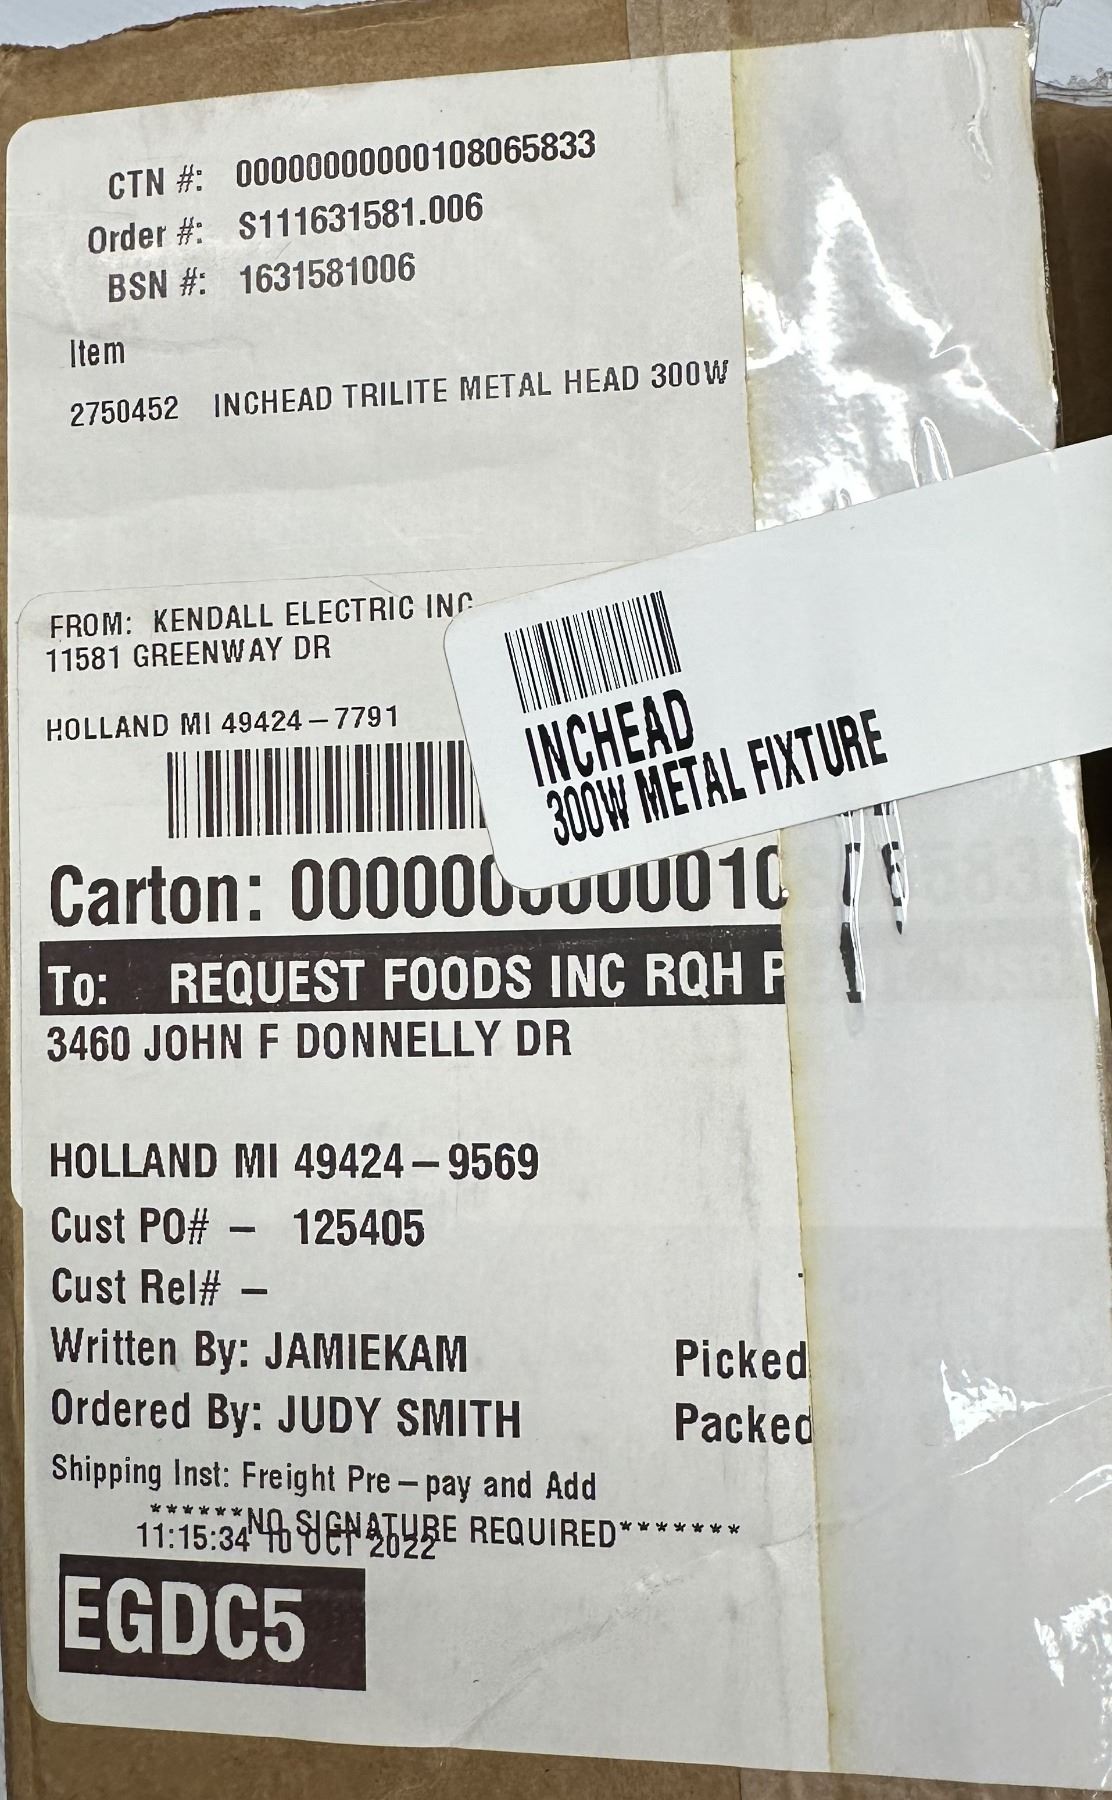 CTN #: 00000000000108065833
Order #: S111631581.006
BSN #: 1631581006
Item
2750452 INCHEAD TRILITE METAL HEAD 300W
FROM: KENDALL ELECTRIC INC
11581 GREENWAY DR
HOLLAND MI 49424-7791
INCHEAD
300W METAL FIXTURE
Carton:
To: REQUEST FOODS INC RQH
3460 JOHN F DONNELLY DR
HOLLAND MI 49424-9569
Cust PO# - 125405
Cust Rel# -
Written By: JAMIEKAM Picked
Ordered By: JUDY SMITH Packed
Shipping Inst: Freight Pre-pay and Add
******NO SIGNATURE REQUIRED*******
11:15:34 10 OCT 2022
EGDC5